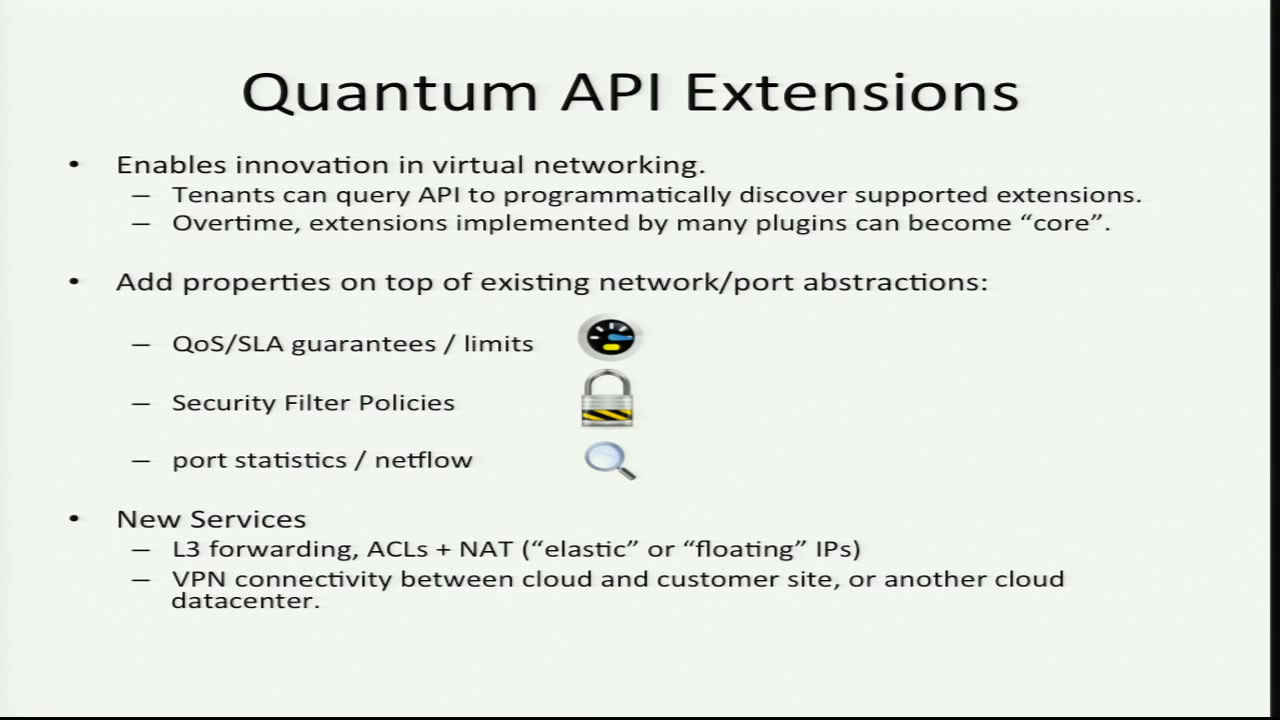 Quantum API Extensions
• Enables innovation in virtual networking.
– Tenants can query API to programmatically discover supported extensions.
– Overtime, extensions implemented by many plugins can become “core”.
• Add properties on top of existing network/port abstractions:
– QoS/SLA guarantees / limits
– Security Filter Policies
– port statistics / netflow
• New Services
– L3 forwarding, ACLs + NAT (“elastic” or “floating” IPs)
– VPN connectivity between cloud and customer site, or another cloud
datacenter.